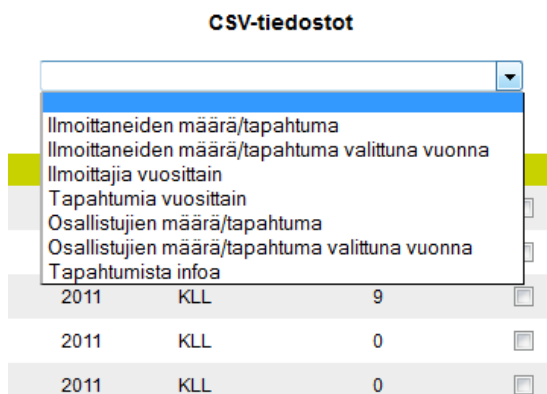 CSV-tiedostot
Ilmoittaneiden määrä/tapahtuma
Ilmoittaneiden määrä/tapahtuma valittuna vuonna
Ilmoittajia vuosittain
Tapahtumia vuosittain
Osallistujien määrä/tapahtuma
Osallistujien määrä/tapahtuma valittuna vuonna
Tapahtumista infoa
2011 KLL 9
2011 KLL 0
2011 KLL 0